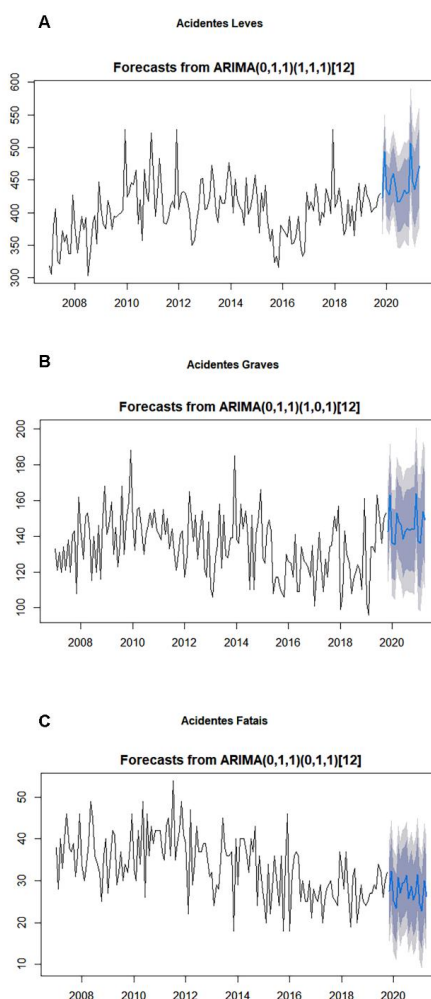 A
Acidentes Leves
Forecasts from ARIMA(0,1,1)(1,1,1)[12]
600
550
500
450
400
350
300
2008 2010 2012 2014 2016 2018 2020
B
Acidentes Graves
Forecasts from ARIMA(0,1,1)(1,0,1)[12]
200
180
160
140
120
100
2008 2010 2012 2014 2016 2018 2020
C
Acidentes Fatais
Forecasts from ARIMA(0,1,1)(0,1,1)[12]
50
40
30
20
10
2008 2010 2012 2014 2016 2018 2020